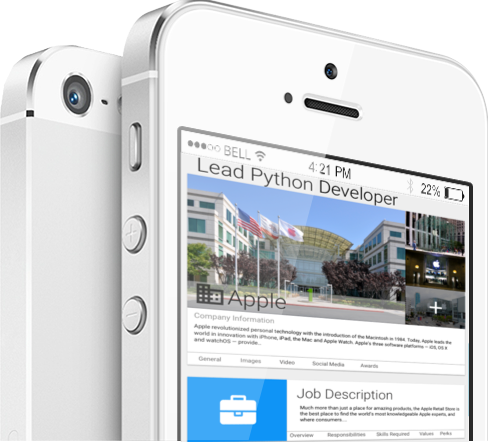 BELL 4:21 PM 22%
Lead Python Developer
Apple
Company Information
Apple revolutionized personal technology with the introduction of the Macintosh in 1984. Today, Apple leads the
world in innovation with iPhone, iPad, the Mac and Apple Watch. Apple's three software platforms — iOS, OS X
and watchOS — provide...
General Images Video Social Media Awards
Job Description
Much more than just a place for amazing products, the Apple Retail Store is
the best place to find the world's most knowledgeable Apple experts, and
where consumers...
Overview Responsibilities Skills Required Values Perks